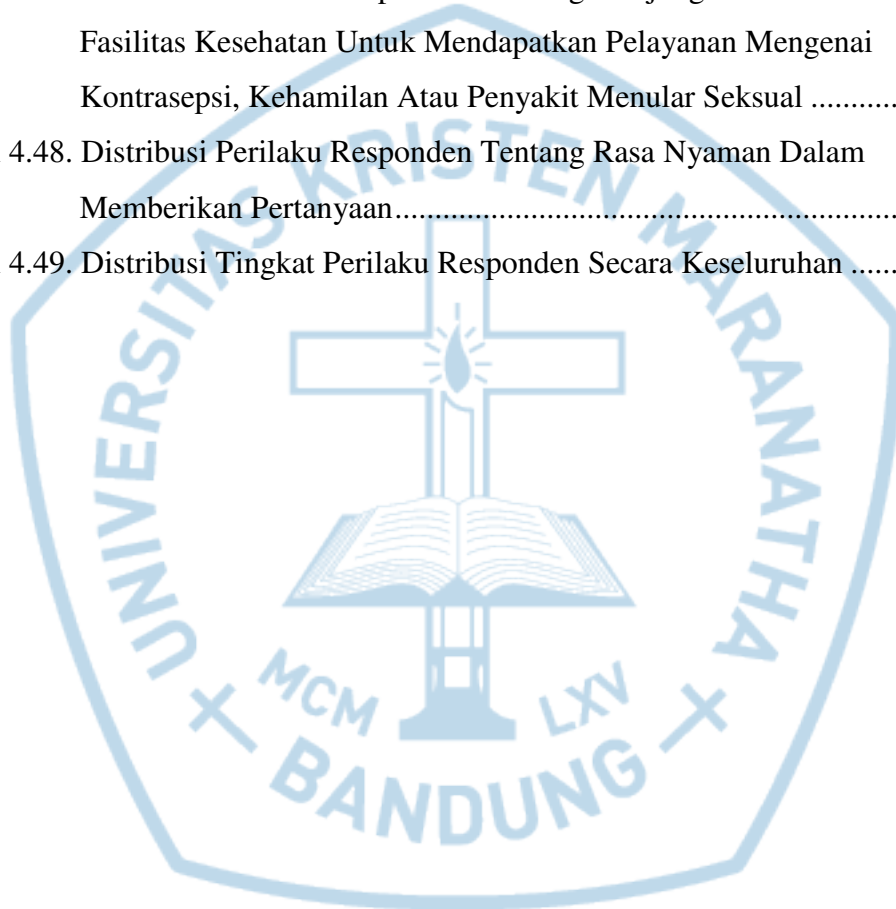 Fasilitas Kesehatan Untuk Mendapatkan Pelayanan Mengenai
Kontrasepsi, Kehamilan Atau Penyakit Menular Seksual ...........
4.48. Distribusi Perilaku Responden Tentang Rasa Nyaman Dalam
Memberikan Pertanyaan...............................................................
4.49. Distribusi Tingkat Perilaku Responden Secara Keseluruhan ......
UNIVERSITAS KRISTEN MARANATHA
MCM LXV
BANDUNG